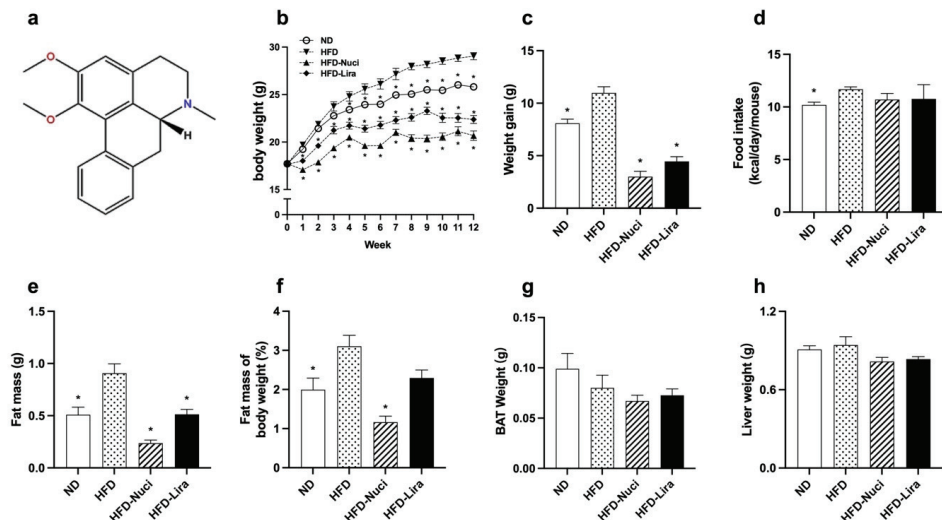 a
O
O
N
H
b
ND
HFD
HFD-Nuci
HFD-Lira
body weight (g)
30
25
20
15
0
0 1 2 3 4 5 6 7 8 9 10 11 12
Week
* * * * * * * * * * * *
c
Weight gain (g)
15
10
5
0
* * *
ND HFD HFD-Nuci HFD-Lira
d
Food intake
(kcal/day/mouse)
15
10
5
0
*
ND HFD HFD-Nuci HFD-Lira
e
Fat mass (g)
1.5
1.0
0.5
0.0
* * *
ND HFD HFD-Nuci HFD-Lira
f
Fat mass of
body weight (%)
4
3
2
1
0
* *
ND HFD HFD-Nuci HFD-Lira
g
BAT Weight (g)
0.15
0.10
0.05
0.00
ND HFD HFD-Nuci HFD-Lira
h
Liver weight (g)
1.2
0.6
0.0
ND HFD HFD-Nuci HFD-Lira